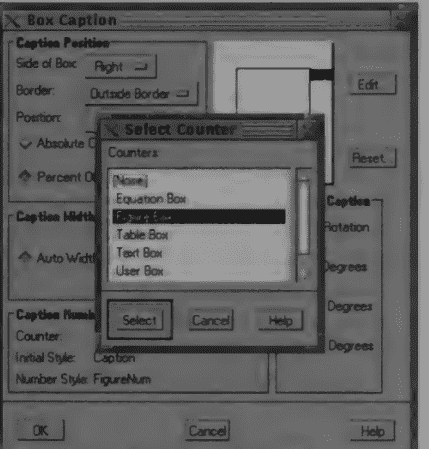 Box Caption
Caption Position
Side of Box: Right
Border: Outside Border
Position:
Absolute
Percent
Edit...
Reset...
Select Counter
Counters:
[None]
Equation Box
Figure Box
Table Box
Text Box
User Box
Select
Cancel
Help
Caption Width
Auto Width
Caption
Rotation
Degrees
Degrees
Degrees
Caption Numb
Counter:
Initial Style: Caption
Number Style: FigureNum
OK
Cancel
Help